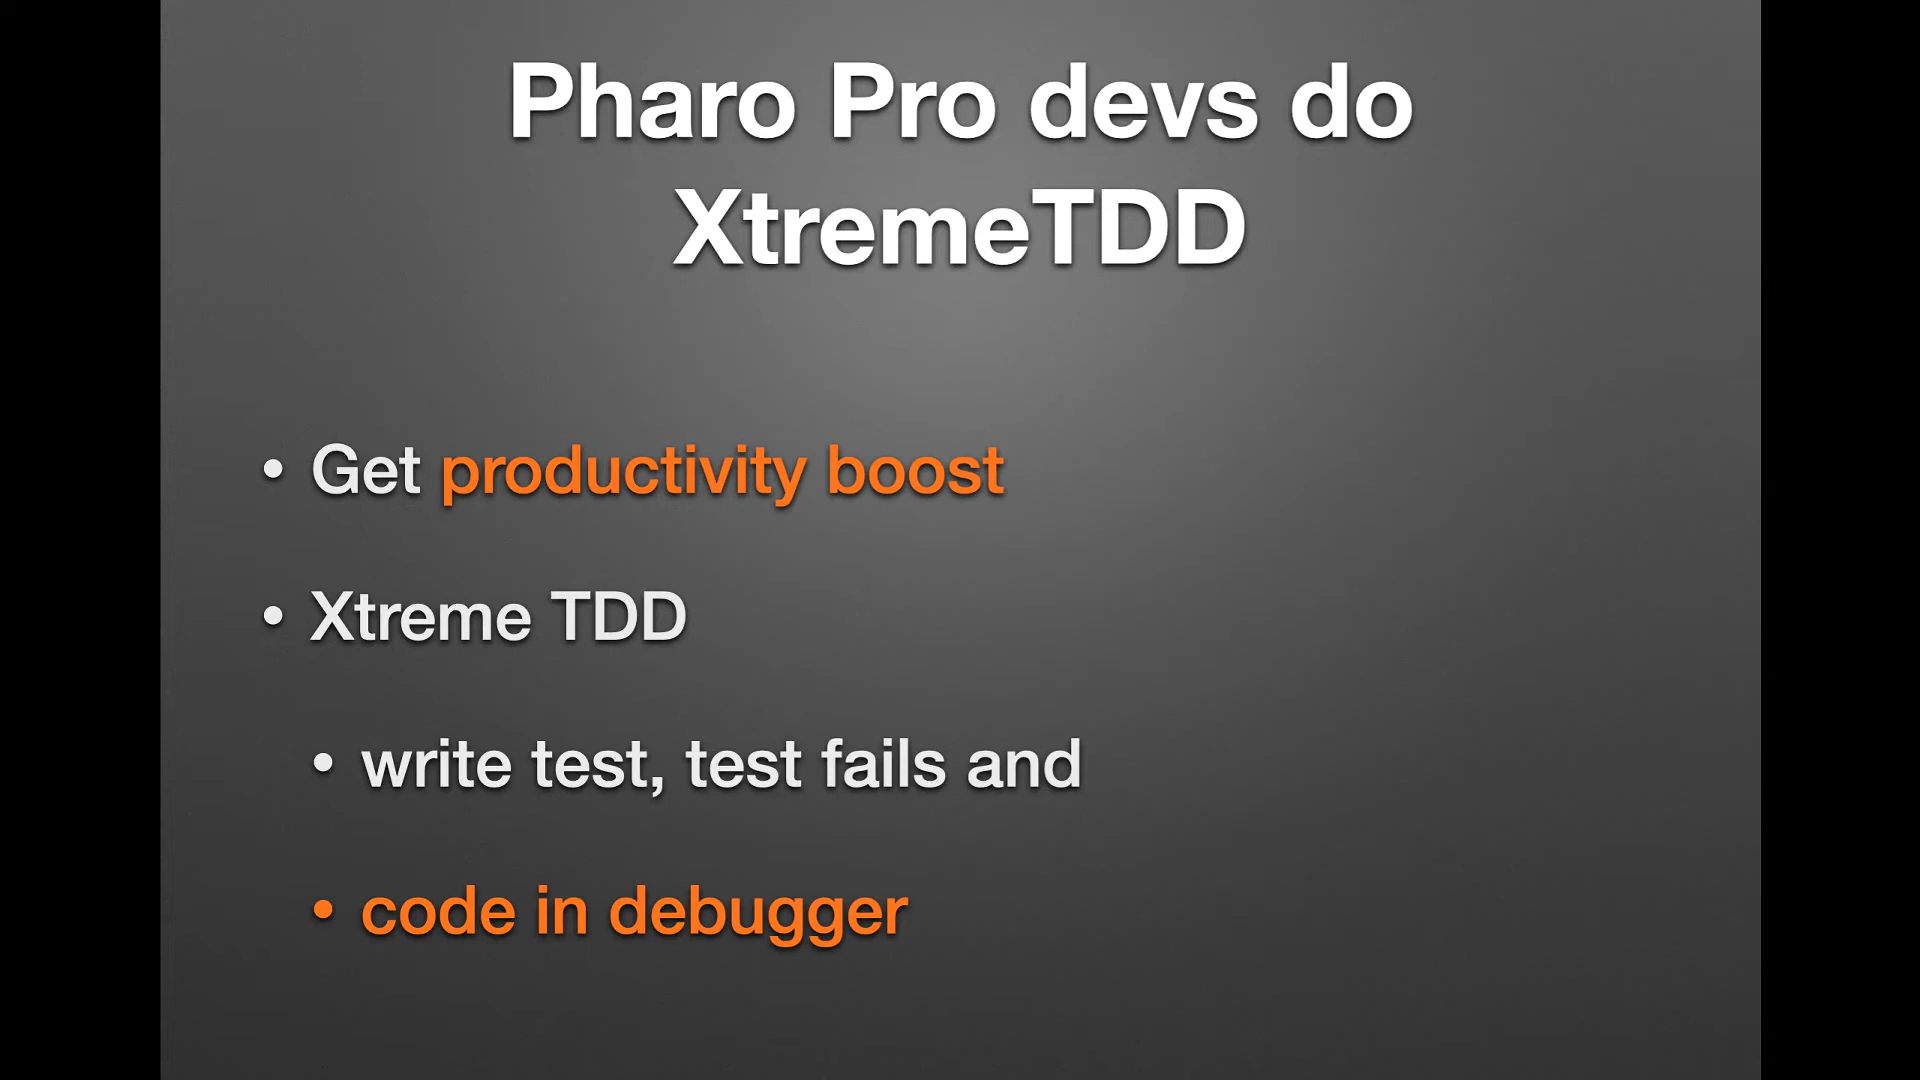 Pharo Pro devs do
XtremeTDD
• Get productivity boost
• Xtreme TDD
• write test, test fails and
• code in debugger